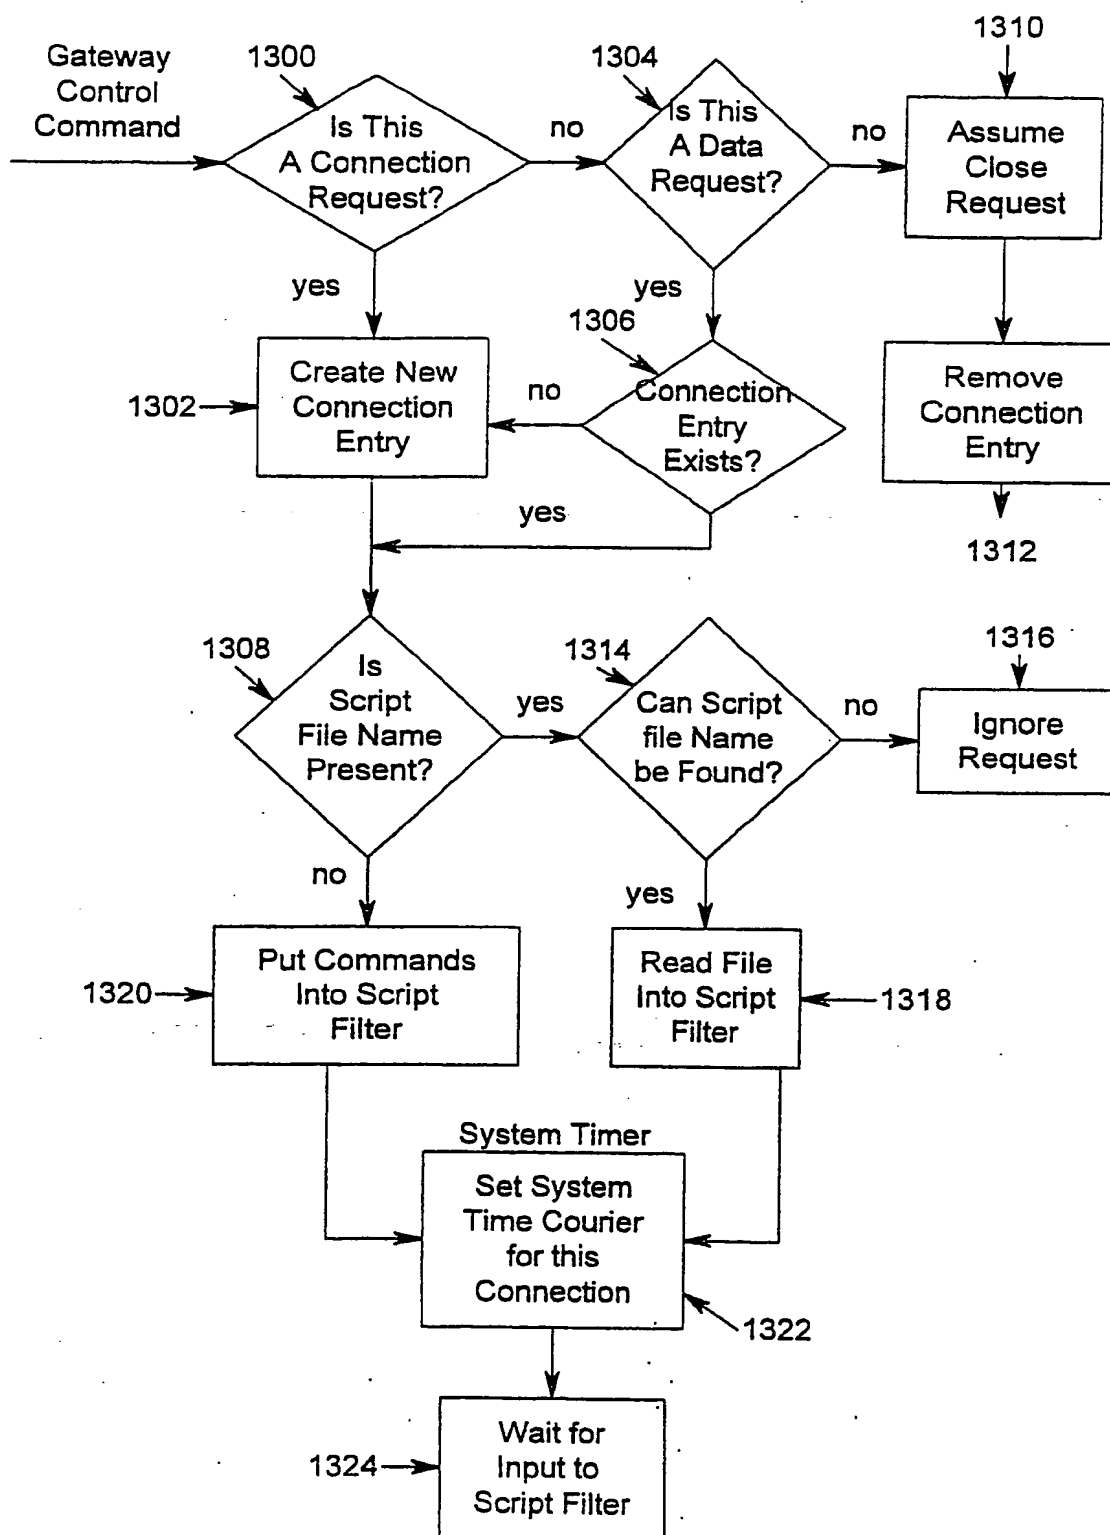 1310
1300
1304
Gateway
Control
Command
Is This
A Connection
Request?
no
Is This
A Data
Request?
no
Assume
Close
Request
yes
yes
1306
1302
Create New
Connection
Entry
no
Connection
Entry
Exists?
Remove
Connection
Entry
yes
1312
1308
Is
Script
File Name
Present?
yes
1314
Can Script
file Name
be Found?
no
1316
Ignore
Request
no
yes
1320
Put Commands
Into Script
Filter
Read File
Into Script
Filter
1318
System Timer
Set System
Time Courier
for this
Connection
1322
1324
Wait for
Input to
Script Filter